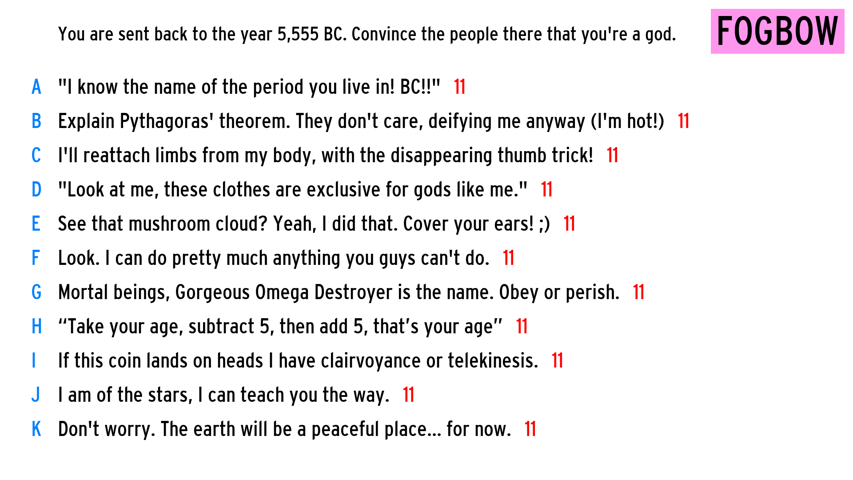 You are sent back to the year 5,555 BC. Convince the people there that you're a god.
FOGBOW
A "I know the name of the period you live in! BC!!" 11
B Explain Pythagoras' theorem. They don't care, deifying me anyway (I'm hot!) 11
C I'll reattach limbs from my body, with the disappearing thumb trick! 11
D "Look at me, these clothes are exclusive for gods like me." 11
E See that mushroom cloud? Yeah, I did that. Cover your ears! ;) 11
F Look. I can do pretty much anything you guys can't do. 11
G Mortal beings, Gorgeous Omega Destroyer is the name. Obey or perish. 11
H “Take your age, subtract 5, then add 5, that’s your age” 11
I If this coin lands on heads I have clairvoyance or telekinesis. 11
J I am of the stars, I can teach you the way. 11
K Don't worry. The earth will be a peaceful place... for now. 11